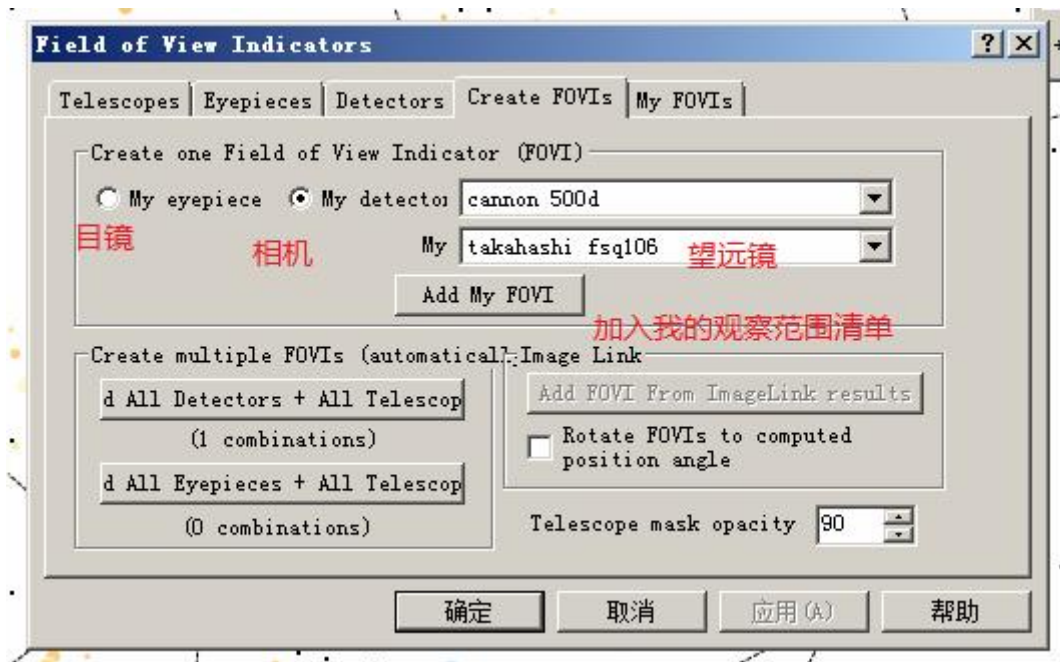 Field of View Indicators
Telescopes Eyepieces Detectors Create FOVIs My FOVIs
Create one Field of View Indicator (FOVI)
My eyepiece My detector cannon 500d
目镜 相机 My takahashi fsq106 望远镜
Add My FOVI
加入我的观察范围清单
Create multiple FOVIs (automatical Image Link
d All Detectors + All Telescop Add FOVI From ImageLink results
(1 combinations) Rotate FOVIs to computed
position angle
d All Eyepieces + All Telescop
(0 combinations) Telescope mask opacity 90
确定 取消 应用(A) 帮助